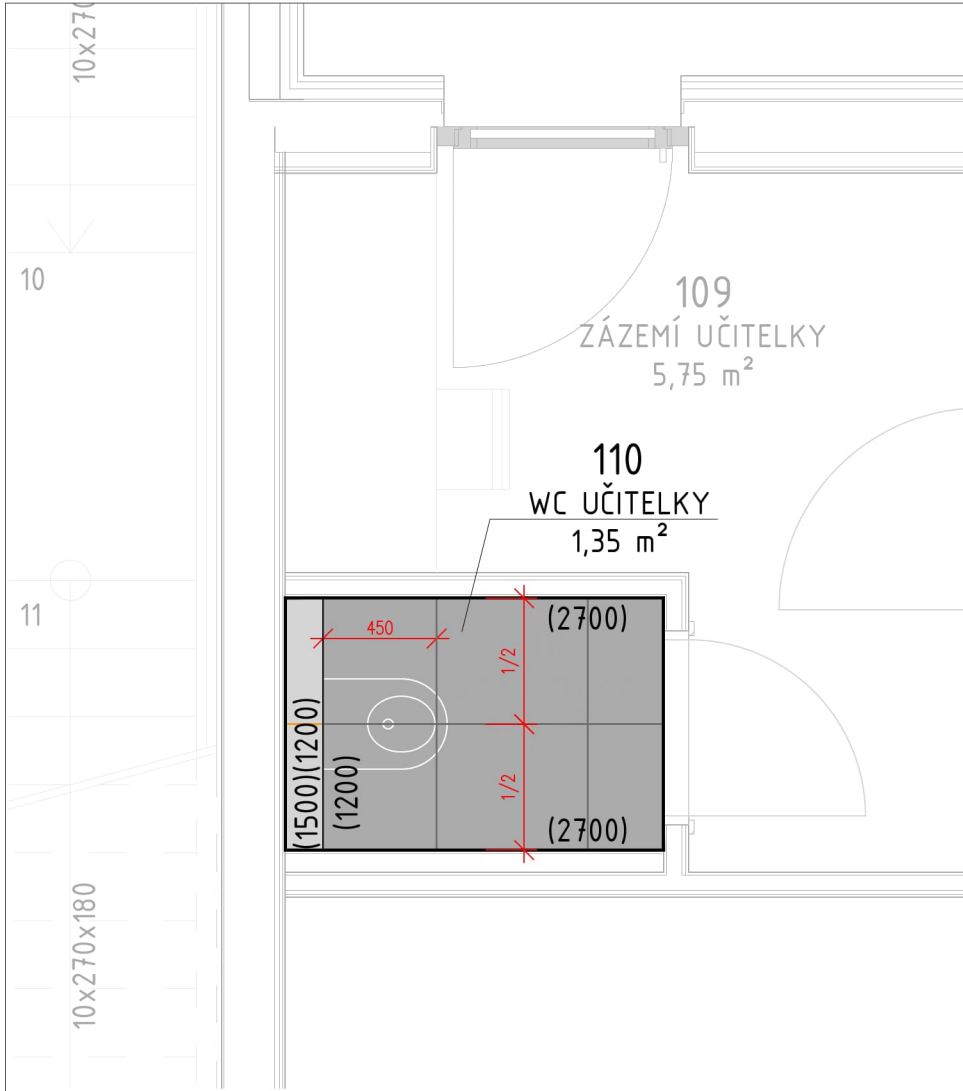 10x270
10
109
ZÁZEMÍ UČITELKY
5,75 m²
110
WC UČITELKY
1,35 m²
11
450
(2700)
1/2
(1500)(1200)
(1200)
1/2
(2700)
10x270x180